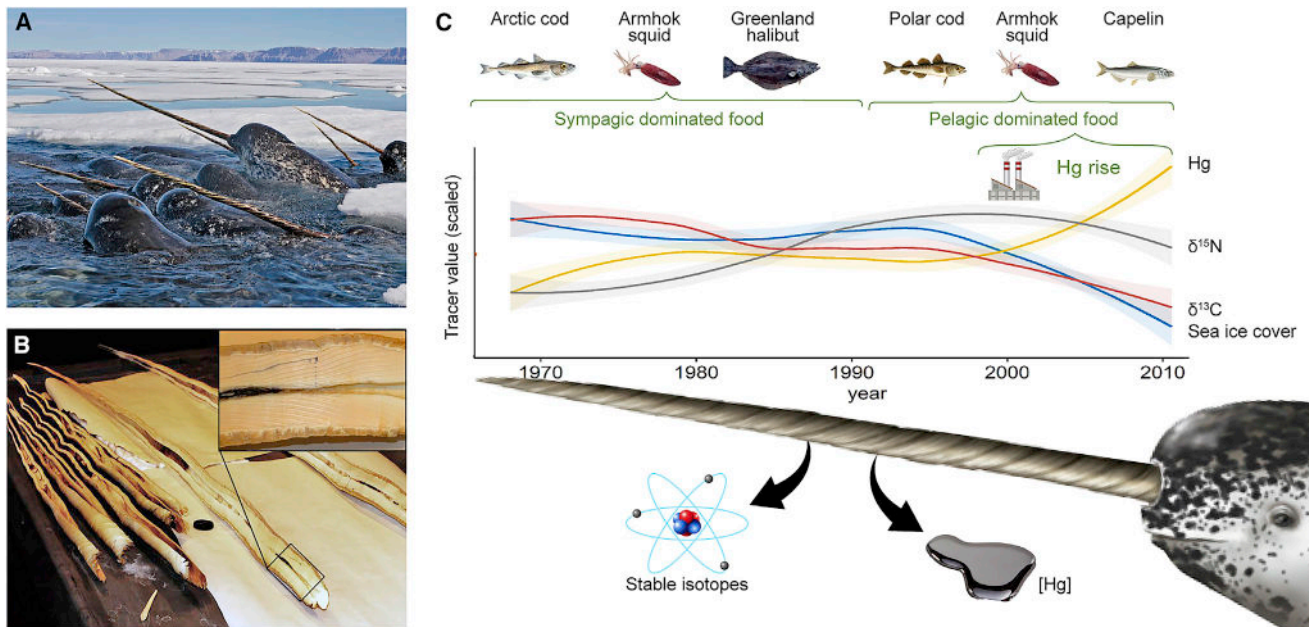 A
B
C
Arctic cod
Armhok
squid
Greenland
halibut
Polar cod
Armhok
squid
Capelin
Sympagic dominated food
Pelagic dominated food
Hg rise
Hg
δ¹⁵N
δ¹³C
Sea ice cover
Tracer value (scaled)
1970
1980
1990
2000
2010
year
Stable isotopes
[Hg]